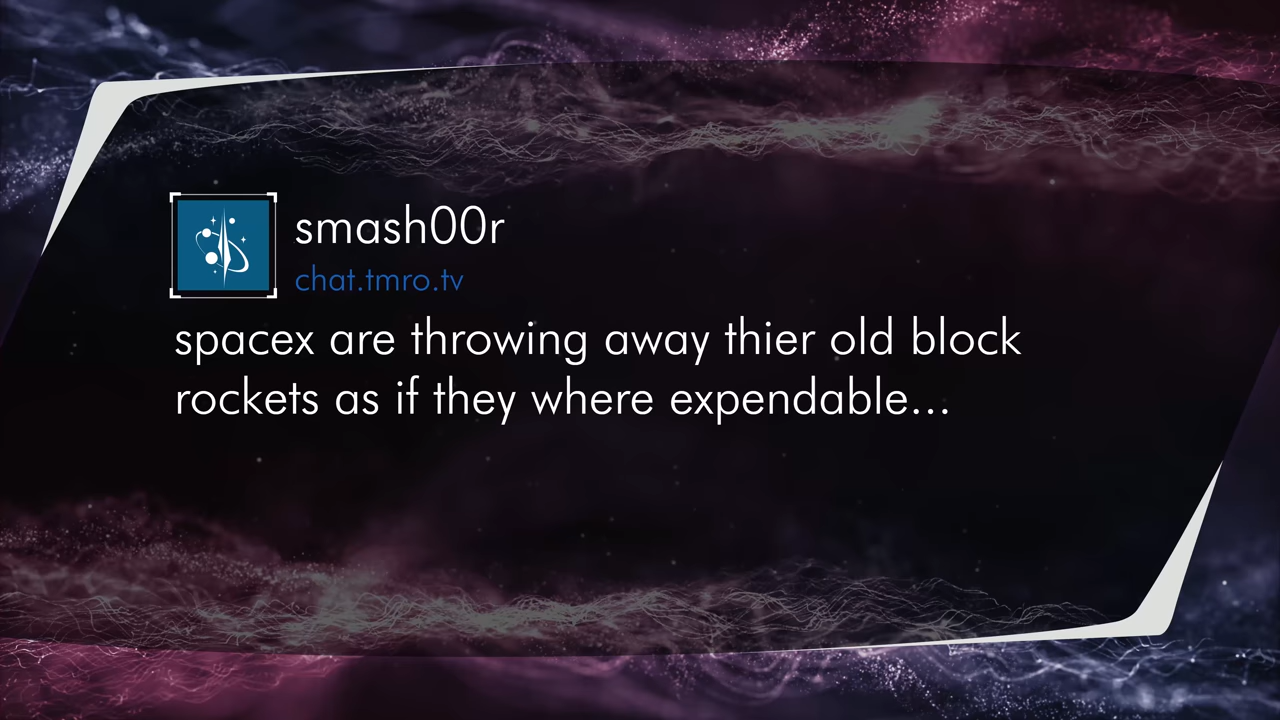 smash00r
chat.tmro.tv
spacex are throwing away thier old block
rockets as if they where expendable...